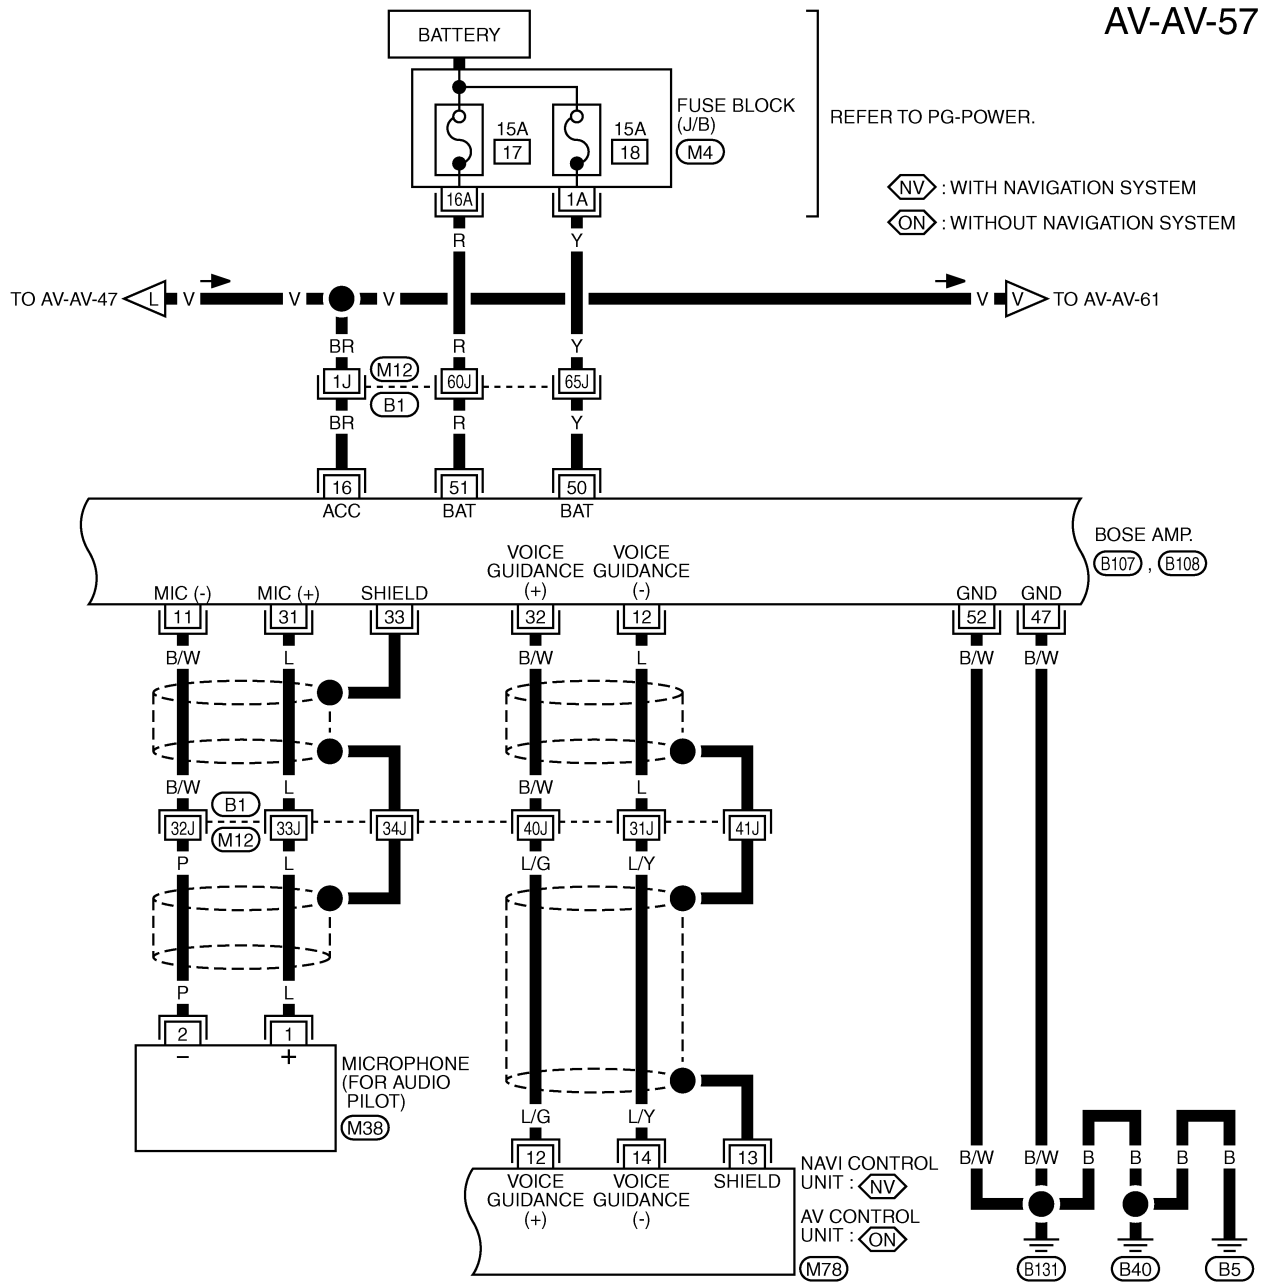 AV-AV-57
BATTERY
FUSE BLOCK
(J/B)
M4
REFER TO PG-POWER.
15A
17
15A
18
NV : WITH NAVIGATION SYSTEM
ON : WITHOUT NAVIGATION SYSTEM
16A 1A
R Y
TO AV-AV-47 L V V V V V TO AV-AV-61
BR R Y
1J M12 60J 65J
B1
BR R Y
16 51 50
ACC BAT BAT
BOSE AMP.
B107 , B108
VOICE
GUIDANCE
(+)
VOICE
GUIDANCE
(-)
MIC (-) MIC (+) SHIELD GND GND
11 31 33 32 12 52 47
B/W L B/W L B/W B/W
B/W L B/W L
B1
32J 33J 34J 40J 31J 41J
M12
P L L/G L/Y
P L
2 1
− +
MICROPHONE
(FOR AUDIO
PILOT)
M38
L/G L/Y
12 14 13
VOICE
GUIDANCE
(+)
VOICE
GUIDANCE
(-)
SHIELD
NAVI CONTROL
UNIT : NV
AV CONTROL
UNIT : ON
M78
B/W B/W B B B B
B131 B40 B5